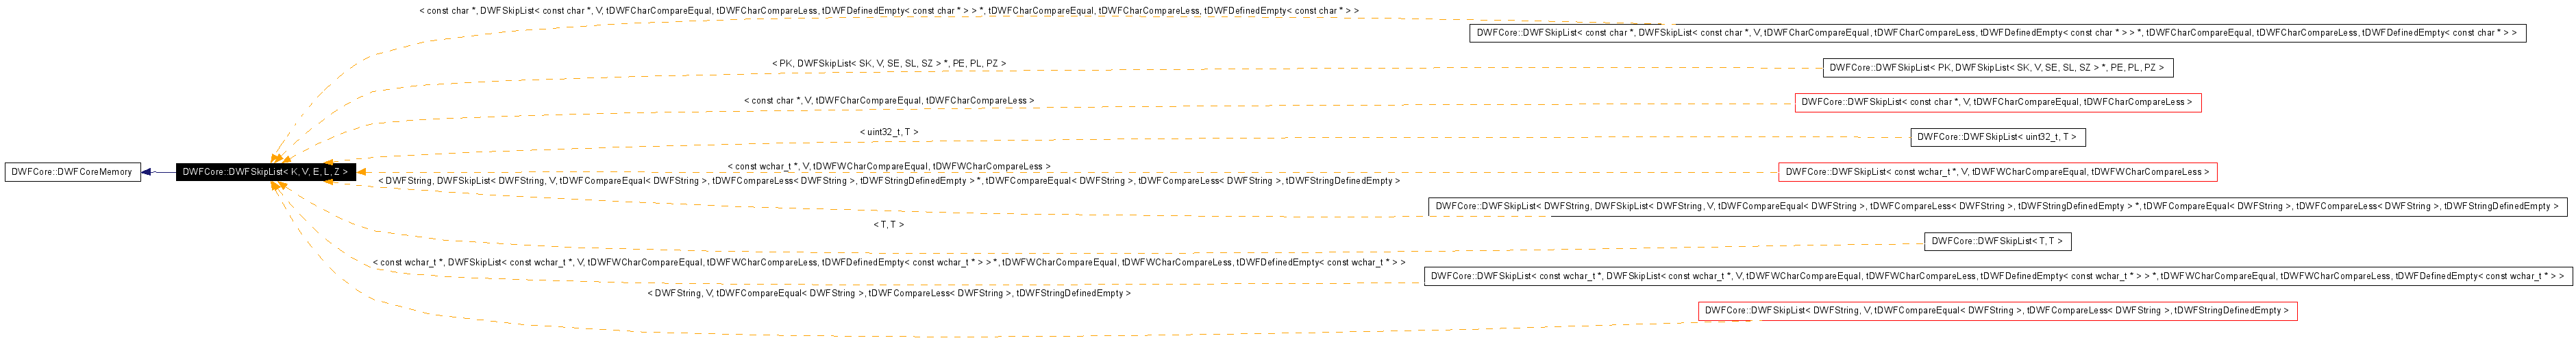 < const char *, DWFSkipList< const char *, V, tDWFCharCompareEqual, tDWFCharCompareLess, tDWFDefinedEmpty< const char * > > *, tDWFCharCompareEqual, tDWFCharCompareLess, tDWFDefinedEmpty< const char * > >
DWFCore::DWFSkipList< const char *, DWFSkipList< const char *, V, tDWFCharCompareEqual, tDWFCharCompareLess, tDWFDefinedEmpty< const char * > > *, tDWFCharCompareEqual, tDWFCharCompareLess, tDWFDefinedEmpty< const char * > >
< PK, DWFSkipList< SK, V, SE, SL, SZ > *, PE, PL, PZ >
DWFCore::DWFSkipList< PK, DWFSkipList< SK, V, SE, SL, SZ > *, PE, PL, PZ >
< const char *, V, tDWFCharCompareEqual, tDWFCharCompareLess >
DWFCore::DWFSkipList< const char *, V, tDWFCharCompareEqual, tDWFCharCompareLess >
< uint32_t, T >
DWFCore::DWFSkipList< uint32_t, T >
DWFCore::DWFCoreMemory
DWFCore::DWFSkipList< K, V, E, L, Z >
< const wchar_t *, V, tDWFWCharCompareEqual, tDWFWCharCompareLess >
DWFCore::DWFSkipList< const wchar_t *, V, tDWFWCharCompareEqual, tDWFWCharCompareLess >
< DWFString, DWFSkipList< DWFString, V, tDWFCompareEqual< DWFString >, tDWFCompareLess< DWFString >, tDWFStringDefinedEmpty > *, tDWFCompareEqual< DWFString >, tDWFCompareLess< DWFString >, tDWFStringDefinedEmpty >
DWFCore::DWFSkipList< DWFString, DWFSkipList< DWFString, V, tDWFCompareEqual< DWFString >, tDWFCompareLess< DWFString >, tDWFStringDefinedEmpty > *, tDWFCompareEqual< DWFString >, tDWFCompareLess< DWFString >, tDWFStringDefinedEmpty >
< T, T >
DWFCore::DWFSkipList< T, T >
< const wchar_t *, DWFSkipList< const wchar_t *, V, tDWFWCharCompareEqual, tDWFWCharCompareLess, tDWFDefinedEmpty< const wchar_t * > > *, tDWFWCharCompareEqual, tDWFWCharCompareLess, tDWFDefinedEmpty< const wchar_t * > >
DWFCore::DWFSkipList< const wchar_t *, DWFSkipList< const wchar_t *, V, tDWFWCharCompareEqual, tDWFWCharCompareLess, tDWFDefinedEmpty< const wchar_t * > > *, tDWFWCharCompareEqual, tDWFWCharCompareLess, tDWFDefinedEmpty< const wchar_t * > >
< DWFString, V, tDWFCompareEqual< DWFString >, tDWFCompareLess< DWFString >, tDWFStringDefinedEmpty >
DWFCore::DWFSkipList< DWFString, V, tDWFCompareEqual< DWFString >, tDWFCompareLess< DWFString >, tDWFStringDefinedEmpty >